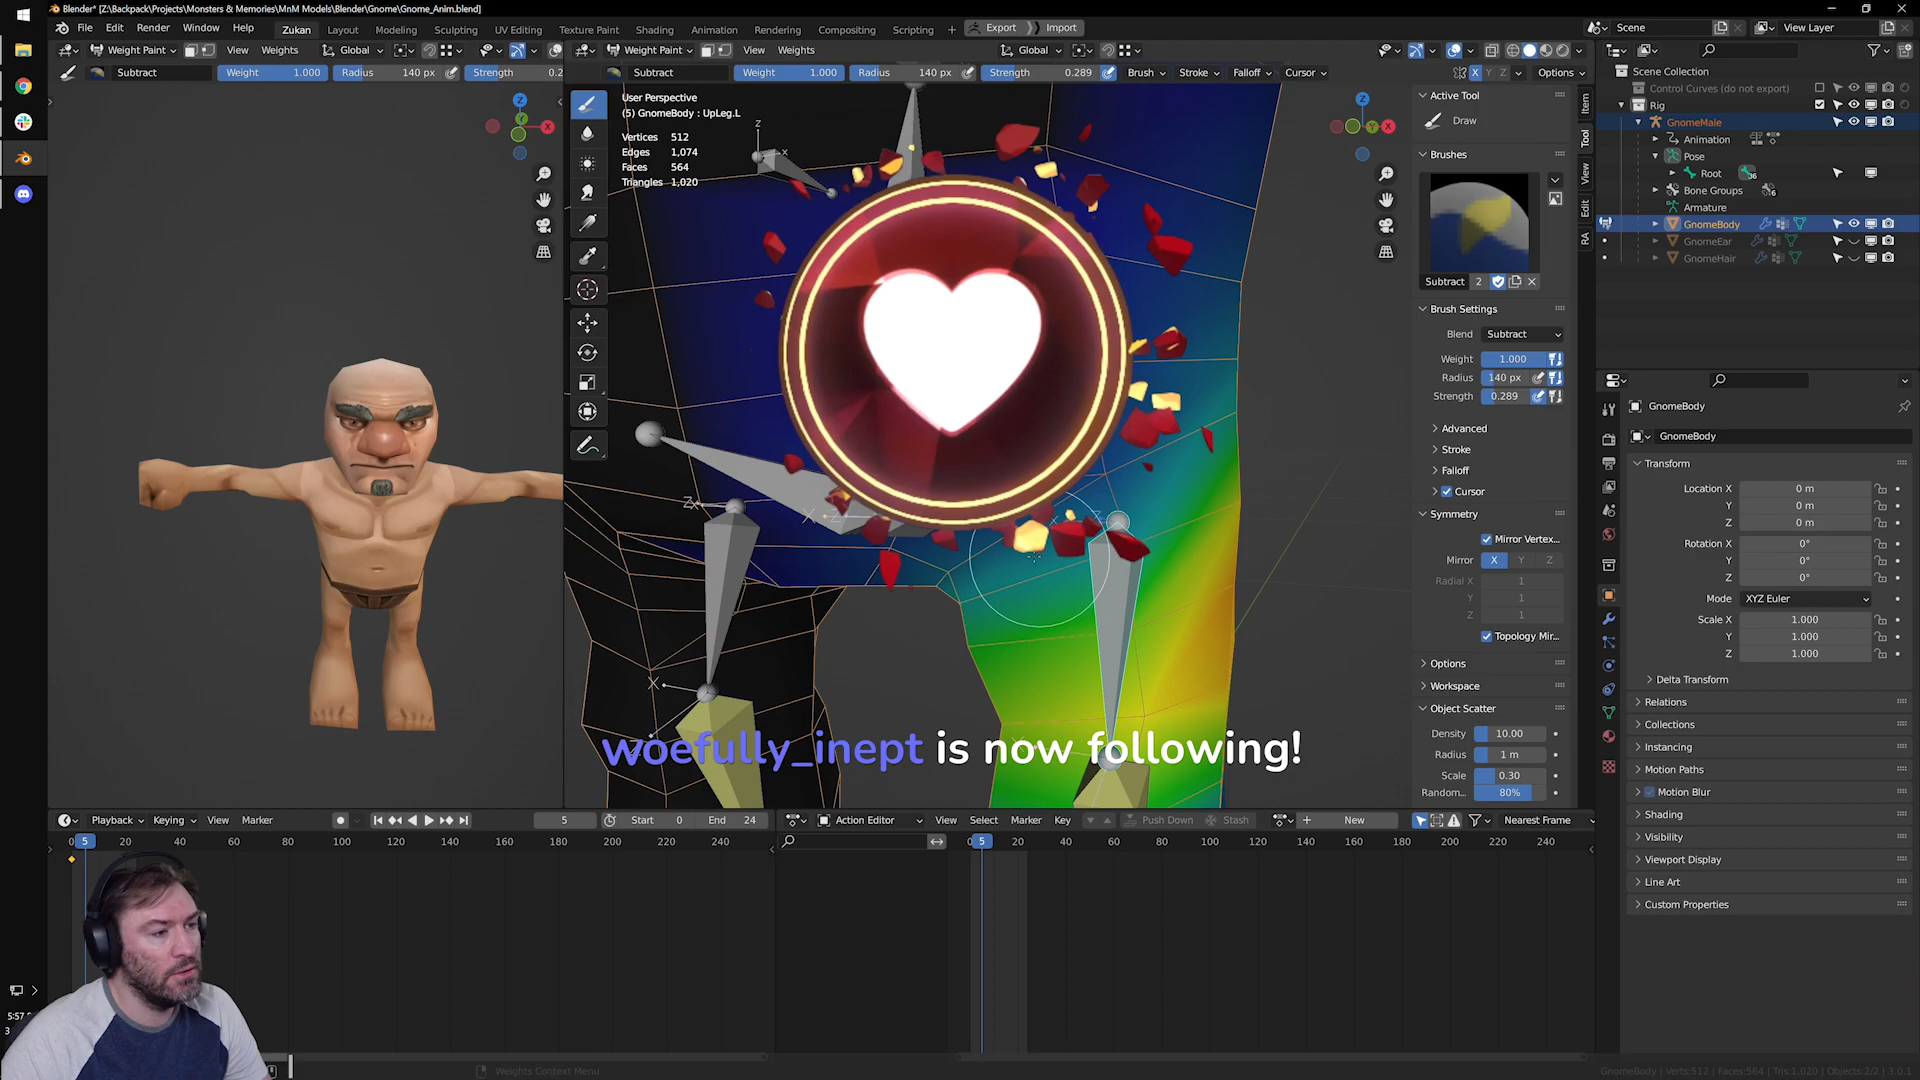 Blender* [Z:\Backpack\Projects\Monsters & Memories\MnM Models\Blender\Gnome\Gnome_Anim.blend]
File Edit Render Window Help Zukan Layout Modeling Sculpting UV Editing Texture Paint Shading Animation Rendering Compositing Scripting + Export Import Scene View Layer
Weight Paint View Weights Global Weight Paint View Weights Global
Subtract Weight 1.000 Radius 140 px Strength 0.2 Subtract Weight 1.000 Radius 140 px Strength 0.289 Brush Stroke Falloff Cursor X Y Z Options
User Perspective
(5) GnomeBody : UpLeg.L
Vertices 512
Edges 1,074
Faces 564
Triangles 1,020
woefully_inept is now following!
Item
Tool
View
Edit
RA
Active Tool
Draw
Brushes
Subtract 2
Brush Settings
Blend Subtract
Weight 1.000
Radius 140 px
Strength 0.289
Advanced
Stroke
Falloff
Cursor
Symmetry
Mirror Vertex...
Mirror X Y Z
Radial X 1
Y 1
Z 1
Topology Mir...
Options
Workspace
Object Scatter
Density 10.00
Radius 1 m
Scale 0.30
Random... 80%
Scene Collection
Control Curves (do not export)
Rig
GnomeMale
Animation
Pose
Root 36
Bone Groups 6
Armature
GnomeBody
GnomeEar
GnomeHair
GnomeBody
GnomeBody
Transform
Location X 0 m
Y 0 m
Z 0 m
Rotation X 0°
Y 0°
Z 0°
Mode XYZ Euler
Scale X 1.000
Y 1.000
Z 1.000
Delta Transform
Relations
Collections
Instancing
Motion Paths
Motion Blur
Shading
Visibility
Viewport Display
Line Art
Custom Properties
Playback Keying View Marker 5 Start 0 End 24 Action Editor View Select Marker Key Push Down Stash New Nearest Frame
0 5 20 40 60 80 100 120 140 160 180 200 220 240 0 5 20 40 60 80 100 120 140 160 180 200 220 240
5:57
3
Weights Context Menu
GnomeBody | Verts:512 | Faces:564 | Tris:1,020 | Objects:2/2 | 3.0.1